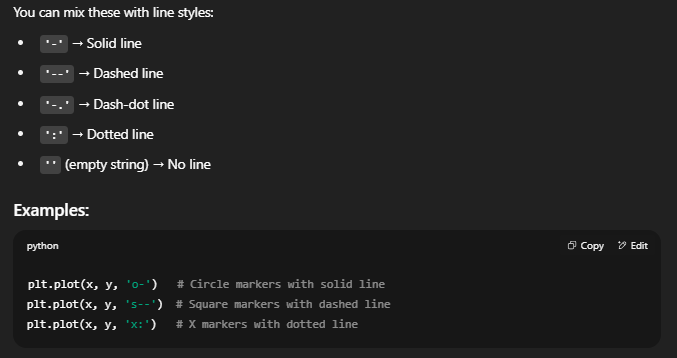 You can mix these with line styles:
• '-' → Solid line
• '--' → Dashed line
• '-.' → Dash-dot line
• ':' → Dotted line
• '' (empty string) → No line
Examples:
python Copy Edit
plt.plot(x, y, 'o-')   # Circle markers with solid line
plt.plot(x, y, 's--')  # Square markers with dashed line
plt.plot(x, y, 'x:')   # X markers with dotted line